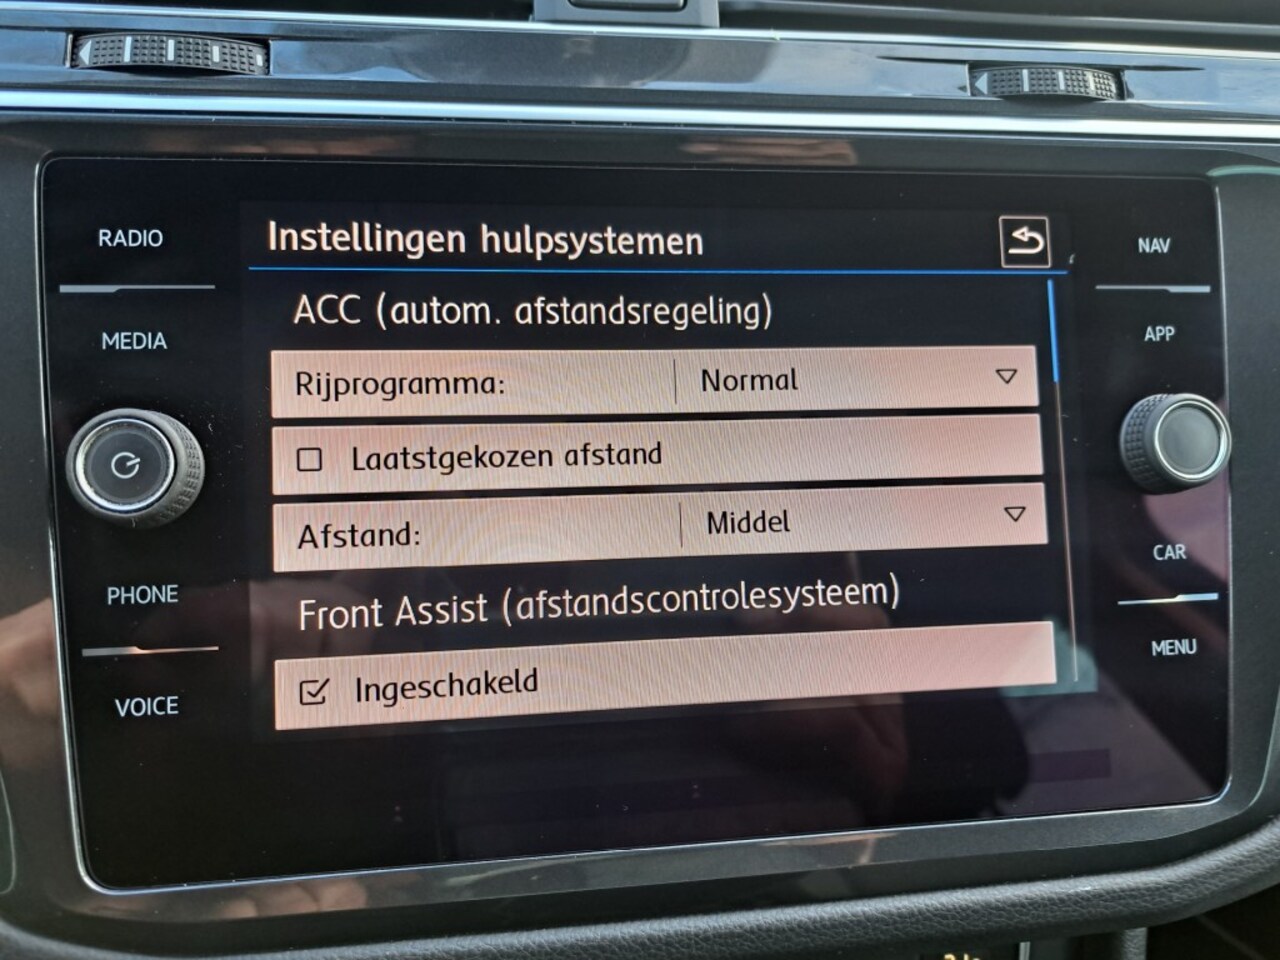 RADIO
MEDIA
PHONE
VOICE
Instellingen hulpsystemen
ACC (autom. afstandsregeling)
Rijprogramma: Normal
Laatstgekozen afstand
Afstand: Middel
Front Assist (afstandscontrolesysteem)
Ingeschakeld
NAV
APP
CAR
MENU